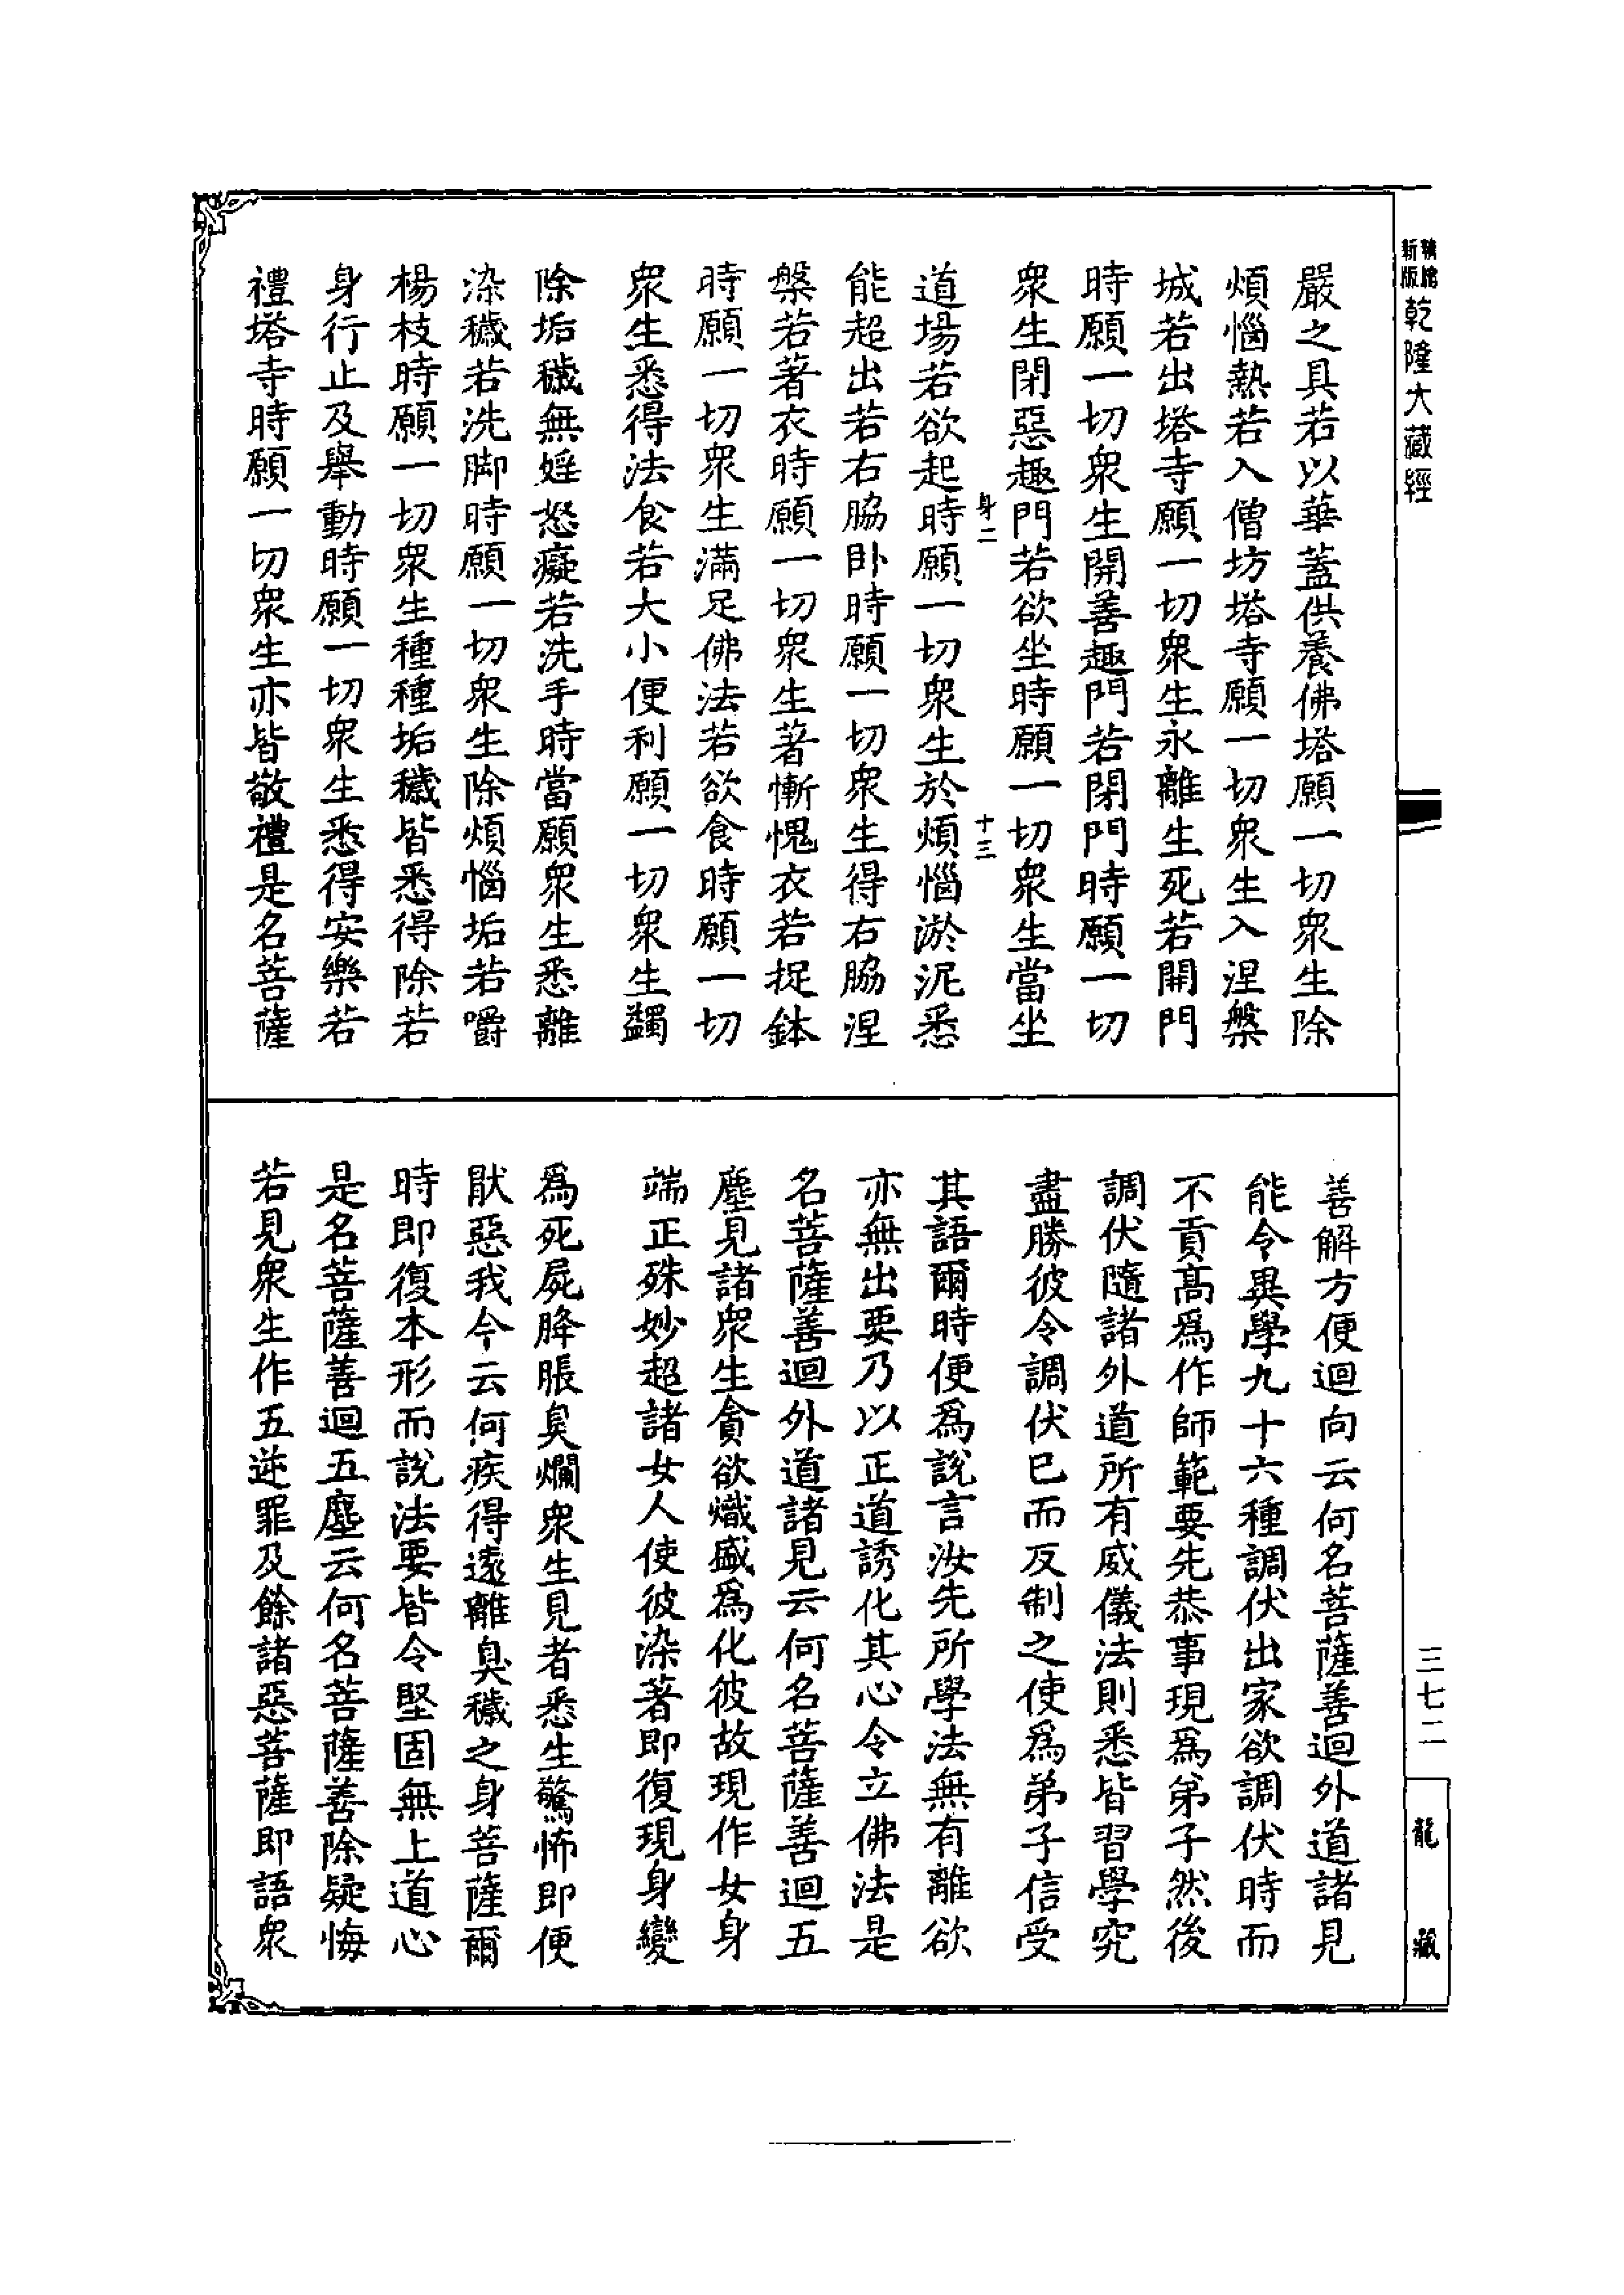 精縮
新版
乾隆大藏經
嚴之具若以華蓋供養佛塔願一切衆生除
煩惱熱若入僧坊塔寺願一切衆生入涅槃
城若出塔寺願一切衆生永離生死若開門
時願一切衆生開善趣門若閉門時願一切
衆生閉惡趣門若欲坐時願一切衆生當坐
身二
十三
道場若欲起時願一切衆生於煩惱淤泥悉
能超出若右脇卧時願一切衆生得右脇涅
槃若著衣時願一切衆生著慚愧衣若捉鉢
時願一切衆生滿足佛法若欲食時願一切
衆生悉得法食若大小便利願一切衆生蠲
除垢穢無婬怒癡若洗手時當願衆生悉離
染穢若洗脚時願一切衆生除煩惱垢若嚼
楊枝時願一切衆生種種垢穢皆悉得除若
身行止及舉動時願一切衆生悉得安樂若
禮塔寺時願一切衆生亦皆敬禮是名菩薩
善解方便迴向云何名菩薩善迴外道諸見
能令異學九十六種調伏出家欲調伏時而
不貢高爲作師範要先恭事現爲弟子然後
調伏隨諸外道所有威儀法則悉皆習學究
盡勝彼令調伏已而反制之使爲弟子信受
其語爾時便爲說言汝先所學法無有離欲
亦無出要乃以正道誘化其心令立佛法是
名菩薩善迴外道諸見云何名菩薩善迴五
塵見諸衆生貪欲熾盛爲化彼故現作女身
端正殊妙超諸女人使彼染著即復現身變
爲死屍胮脹臭爛衆生見者悉生驚怖即便
猒惡我今云何疾得遠離臭穢之身菩薩爾
時即復本形而說法要皆令堅固無上道心
是名菩薩善迴五塵云何名菩薩善除疑悔
若見衆生作五逆罪及餘諸惡菩薩即語衆
三七二
龍藏